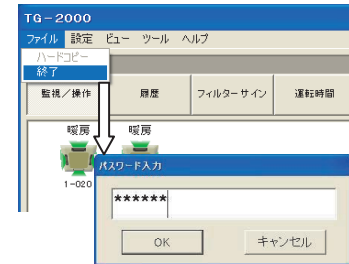 TG-2000
ファイル 設定 ビュー ツール ヘルプ
ハードコピー
終了
監視／操作 履歴 フィルターサイン 運転時間
暖房 暖房
1-020
パスワード入力
******
OK キャンセル